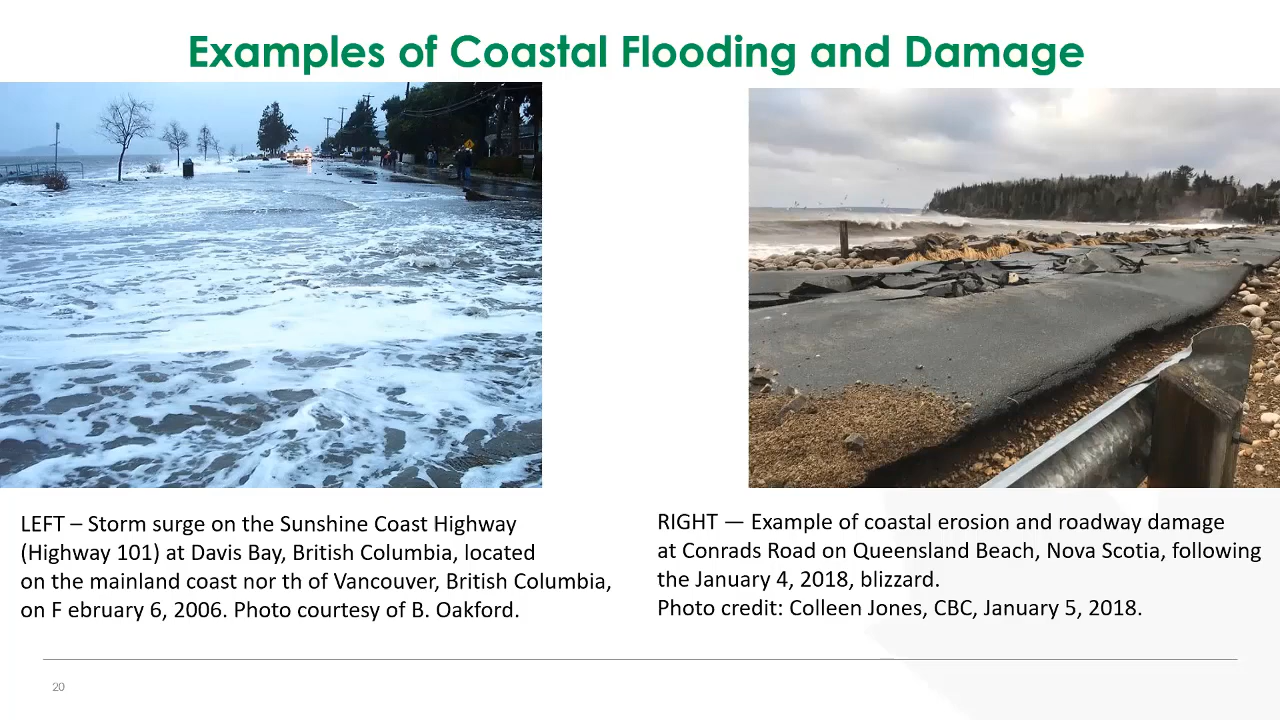 Examples of Coastal Flooding and Damage
LEFT – Storm surge on the Sunshine Coast Highway
(Highway 101) at Davis Bay, British Columbia, located
on the mainland coast nor th of Vancouver, British Columbia,
on F ebruary 6, 2006. Photo courtesy of B. Oakford.
RIGHT — Example of coastal erosion and roadway damage
at Conrads Road on Queensland Beach, Nova Scotia, following
the January 4, 2018, blizzard.
Photo credit: Colleen Jones, CBC, January 5, 2018.
20